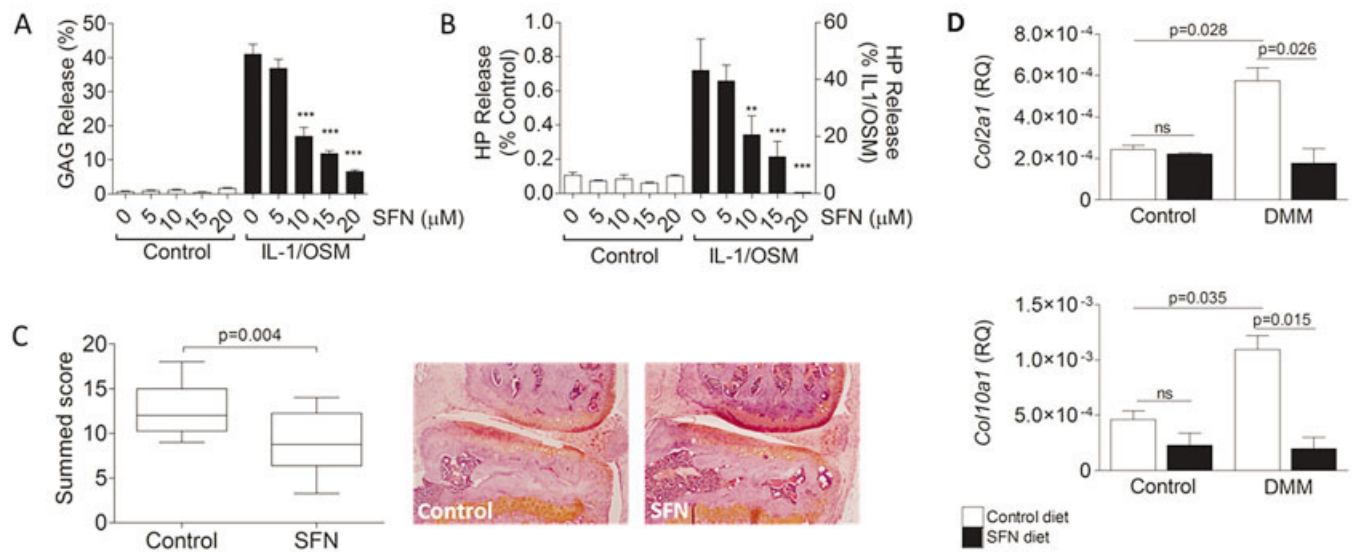 A
GAG Release (%)
50
40
30
20
10
0
***
***
***
0 5 10 15 20 0 5 10 15 20 SFN (μM)
Control IL-1/OSM
B
HP Release
(% Control)
1.0
0.8
0.6
0.4
0.2
0.0
**
***
***
60
40
20
0
HP Release
(% IL1/OSM)
0 5 10 15 20 0 5 10 15 20 SFN (μM)
Control IL-1/OSM
C
Summed score
20
15
10
5
0
p=0.004
Control SFN
Control
SFN
D
Col2a1 (RQ)
8.0×10-4
6.0×10-4
4.0×10-4
2.0×10-4
0
p=0.028
p=0.026
ns
Control DMM
Col10a1 (RQ)
1.5×10-3
1.0×10-3
5.0×10-4
0
p=0.035
p=0.015
ns
Control DMM
Control diet
SFN diet